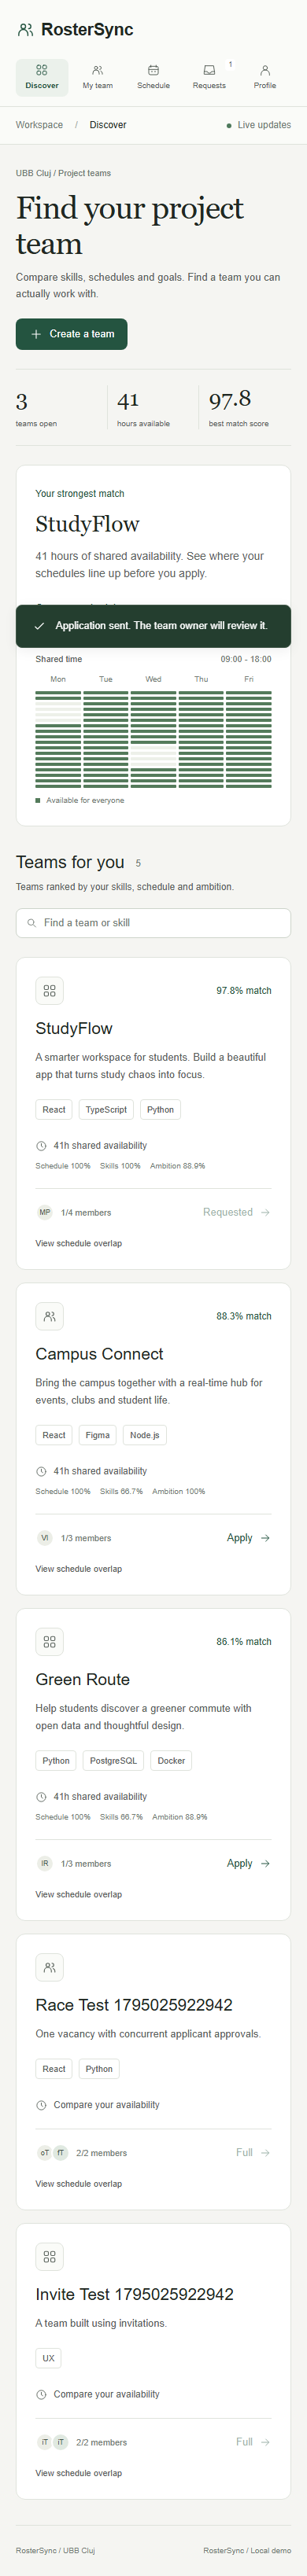 RosterSync
Discover
My team
Schedule
Requests
1
Profile
Workspace / Discover
Live updates
UBB Cluj / Project teams
Find your project
team
Compare skills, schedules and goals. Find a team you can
actually work with.
Create a team
3
teams open
41
hours available
97.8
best match score
Your strongest match
StudyFlow
41 hours of shared availability. See where your
schedules line up before you apply.
Application sent. The team owner will review it.
Shared time
09:00 - 18:00
Mon Tue Wed Thu Fri
Available for everyone
Teams for you 5
Teams ranked by your skills, schedule and ambition.
Find a team or skill
97.8% match
StudyFlow
A smarter workspace for students. Build a beautiful
app that turns study chaos into focus.
React TypeScript Python
41h shared availability
Schedule 100% Skills 100% Ambition 88.9%
MP 1/4 members
Requested
View schedule overlap
88.3% match
Campus Connect
Bring the campus together with a real-time hub for
events, clubs and student life.
React Figma Node.js
41h shared availability
Schedule 100% Skills 66.7% Ambition 100%
VI 1/3 members
Apply
View schedule overlap
86.1% match
Green Route
Help students discover a greener commute with
open data and thoughtful design.
Python PostgreSQL Docker
41h shared availability
Schedule 100% Skills 66.7% Ambition 88.9%
IR 1/3 members
Apply
View schedule overlap
Race Test 1795025922942
One vacancy with concurrent applicant approvals.
React Python
Compare your availability
oT fT 2/2 members
Full
View schedule overlap
Invite Test 1795025922942
A team built using invitations.
UX
Compare your availability
iT iT 2/2 members
Full
View schedule overlap
RosterSync / UBB Cluj
RosterSync / Local demo